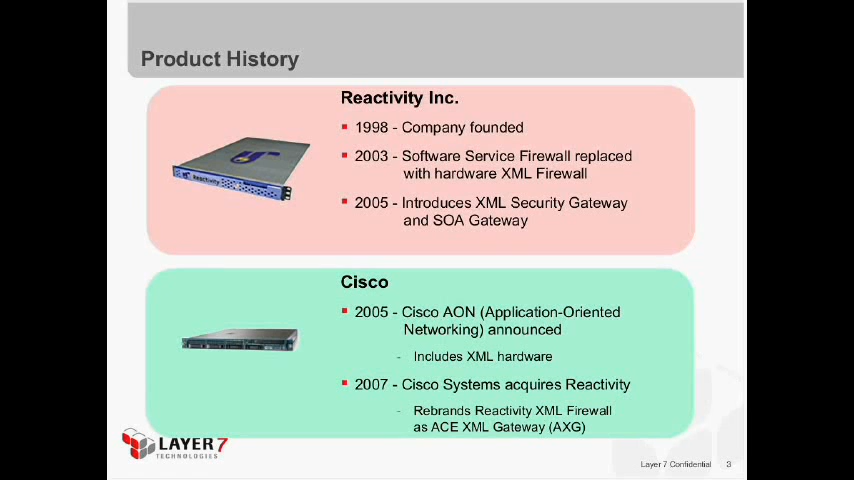 Product History
Reactivity Inc.
1998 - Company founded
2003 - Software Service Firewall replaced
with hardware XML Firewall
2005 - Introduces XML Security Gateway
and SOA Gateway
Reactivity
Cisco
2005 - Cisco AON (Application-Oriented
Networking) announced
- Includes XML hardware
2007 - Cisco Systems acquires Reactivity
- Rebrands Reactivity XML Firewall
as ACE XML Gateway (AXG)
LAYER 7
TECHNOLOGIES
Layer 7 Confidential 3